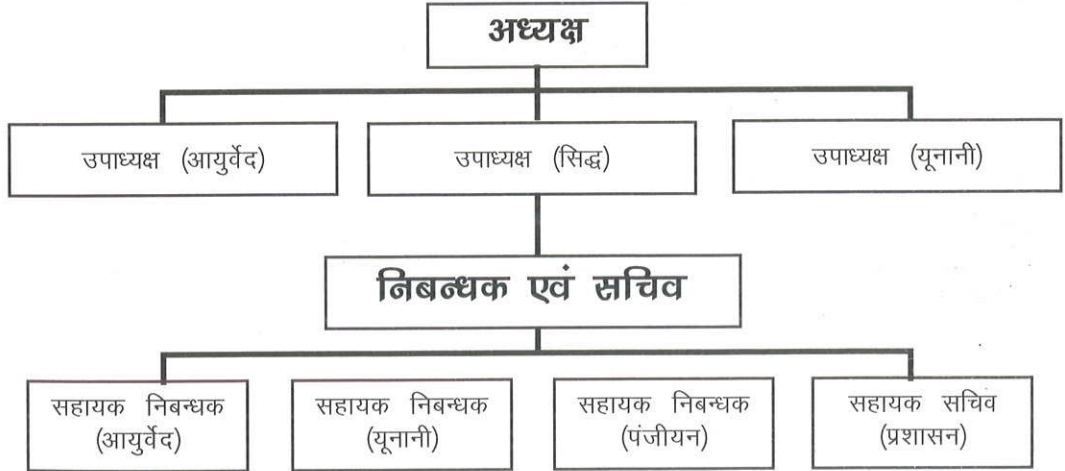 अध्यक्ष
उपाध्यक्ष (आयुर्वेद)
उपाध्यक्ष (सिद्ध)
उपाध्यक्ष (यूनानी)
निबन्धक एवं सचिव
सहायक निबन्धक
(आयुर्वेद)
सहायक निबन्धक
(यूनानी)
सहायक निबन्धक
(पंजीयन)
सहायक सचिव
(प्रशासन)